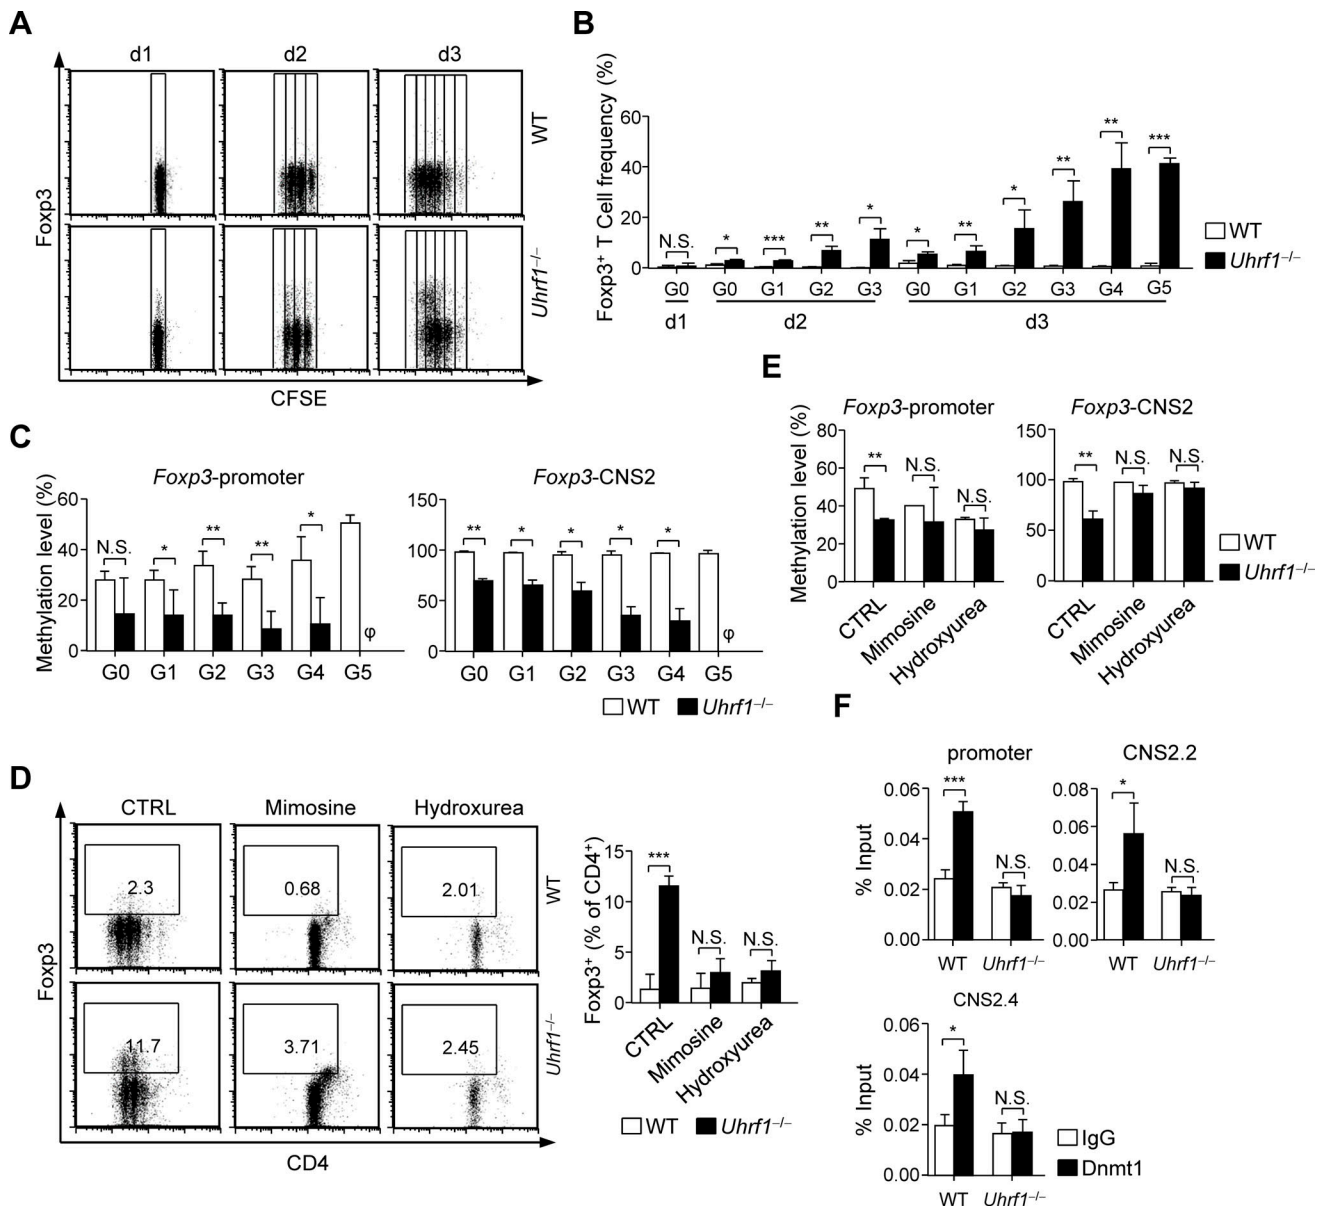 A
d1 d2 d3
WT
Uhrf1–/–
Foxp3
CFSE
B
Foxp3+ T Cell frequency (%)
60
40
20
0
N.S. * *** ** * * ** * ** ** ***
G0 G0 G1 G2 G3 G0 G1 G2 G3 G4 G5
d1 d2 d3
WT
Uhrf1–/–
C
Foxp3-promoter
Methylation level (%)
60
40
20
0
N.S. * ** ** * φ
G0 G1 G2 G3 G4 G5
Foxp3-CNS2
150
100
50
0
** * * * * φ
G0 G1 G2 G3 G4 G5
WT Uhrf1–/–
D
CTRL Mimosine Hydroxurea
2.3 0.68 2.01
WT
11.7 3.71 2.45
Uhrf1–/–
Foxp3
CD4
Foxp3+ (% of CD4+)
15
10
5
0
*** N.S. N.S.
CTRL Mimosine Hydroxyurea
WT Uhrf1–/–
E
Foxp3-promoter
Methylation level (%)
80
60
40
20
0
** N.S. N.S.
CTRL Mimosine Hydroxyurea
Foxp3-CNS2
150
100
50
0
** N.S. N.S.
CTRL Mimosine Hydroxyurea
WT
Uhrf1–/–
F
promoter
% Input
0.06
0.04
0.02
0.00
*** N.S.
WT Uhrf1–/–
CNS2.2
0.08
0.06
0.04
0.02
0.00
* N.S.
WT Uhrf1–/–
CNS2.4
% Input
0.06
0.04
0.02
0.00
* N.S.
WT Uhrf1–/–
IgG
Dnmt1